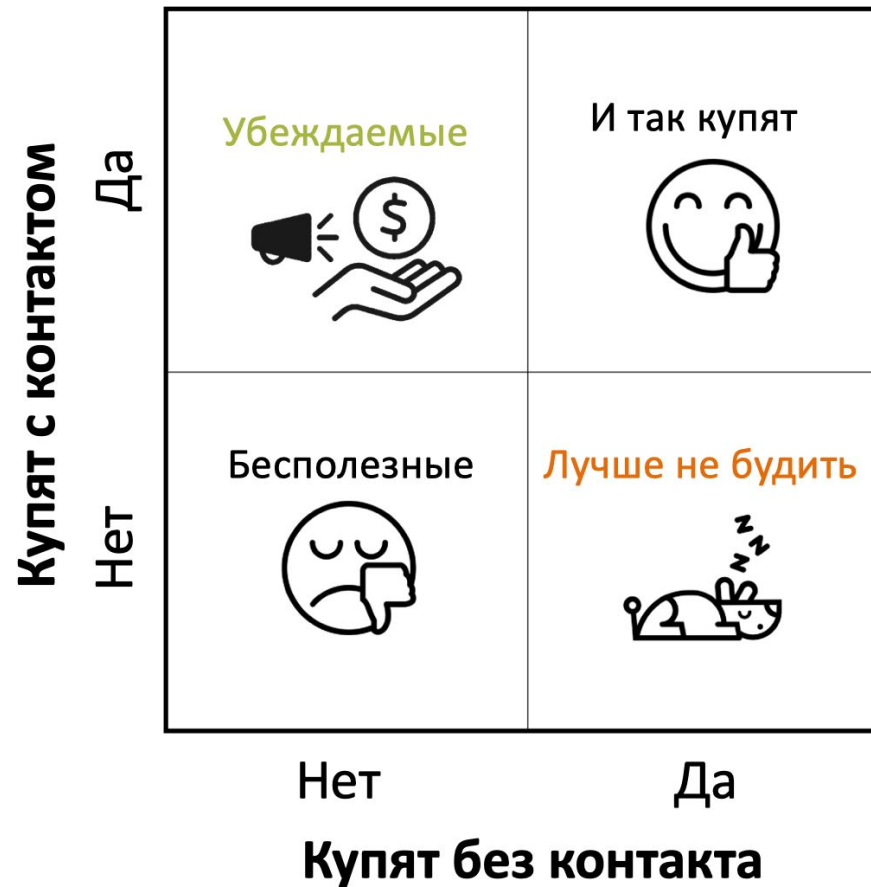 Купят с контактом
Да
Нет
Убеждаемые
$
И так купят
Бесполезные
Лучше не будить
z
z
z
Нет
Да
Купят без контакта